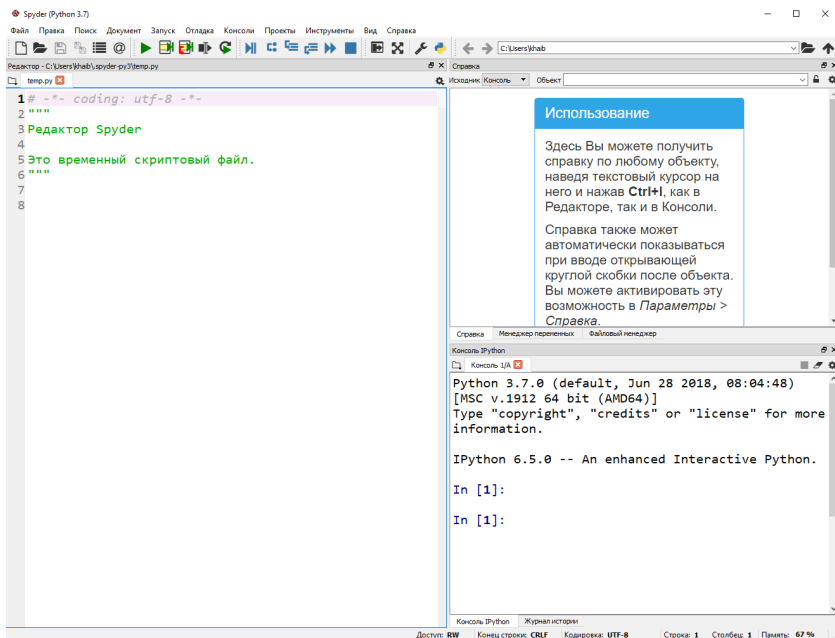 Spyder (Python 3.7)
Файл Правка Поиск Документ Запуск Отладка Консоли Проекты Инструменты Вид Справка
C:\Users\khaib
Редактор - C:\Users\khaib\.spyder-py3\temp.py
temp.py
1 # -*- coding: utf-8 -*-
2 """
3 Редактор Spyder
4
5 Это временный скриптовый файл.
6 """
7
8
Справка
Исходник Консоль Объект
Использование
Здесь Вы можете получить
справку по любому объекту,
наведя текстовый курсор на
него и нажав Ctrl+I, как в
Редакторе, так и в Консоли.
Справка также может
автоматически показываться
при вводе открывающей
круглой скобки после объекта.
Вы можете активировать эту
возможность в Параметры >
Справка.
Справка Менеджер переменных Файловый менеджер
Консоль IPython
Консоль 1/A
Python 3.7.0 (default, Jun 28 2018, 08:04:48)
[MSC v.1912 64 bit (AMD64)]
Type "copyright", "credits" or "license" for more
information.
IPython 6.5.0 -- An enhanced Interactive Python.
In [1]:
In [1]:
Консоль IPython Журнал истории
Доступ: RW Конец строки: CRLF Кодировка: UTF-8 Строка: 1 Столбец: 1 Память: 67 %